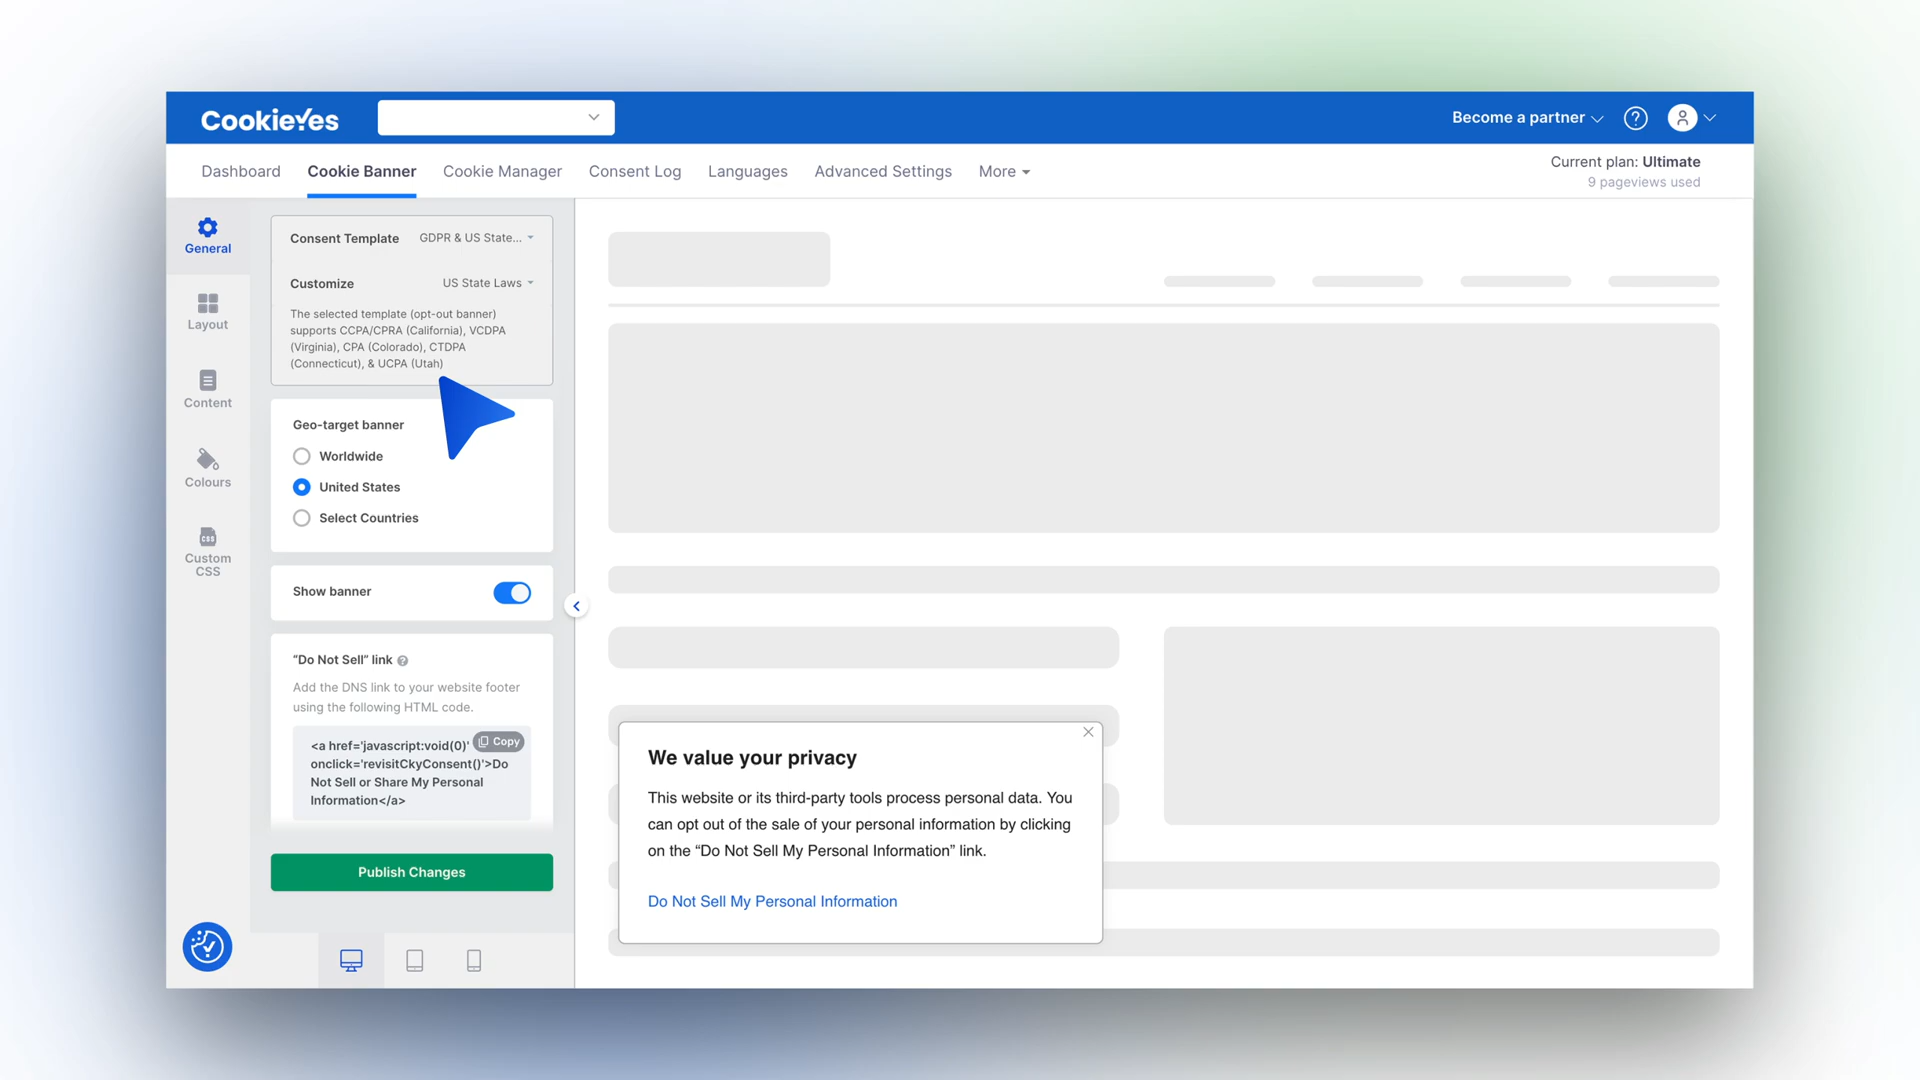 CookieYes
Become a partner
Dashboard
Cookie Banner
Cookie Manager
Consent Log
Languages
Advanced Settings
More
Current plan: Ultimate
9 pageviews used
General
Layout
Content
Colours
CSS
Custom
CSS
Consent Template
GDPR & US State...
Customize
US State Laws
The selected template (opt-out banner)
supports CCPA/CPRA (California), VCDPA
(Virginia), CPA (Colorado), CTDPA
(Connecticut), & UCPA (Utah)
Geo-target banner
Worldwide
United States
Select Countries
Show banner
“Do Not Sell” link
Add the DNS link to your website footer
using the following HTML code.
<a href='javascript:void(0)'
Copy
onclick='revisitCkyConsent()'>Do
Not Sell or Share My Personal
Information</a>
Publish Changes
We value your privacy
This website or its third-party tools process personal data. You
can opt out of the sale of your personal information by clicking
on the “Do Not Sell My Personal Information” link.
Do Not Sell My Personal Information